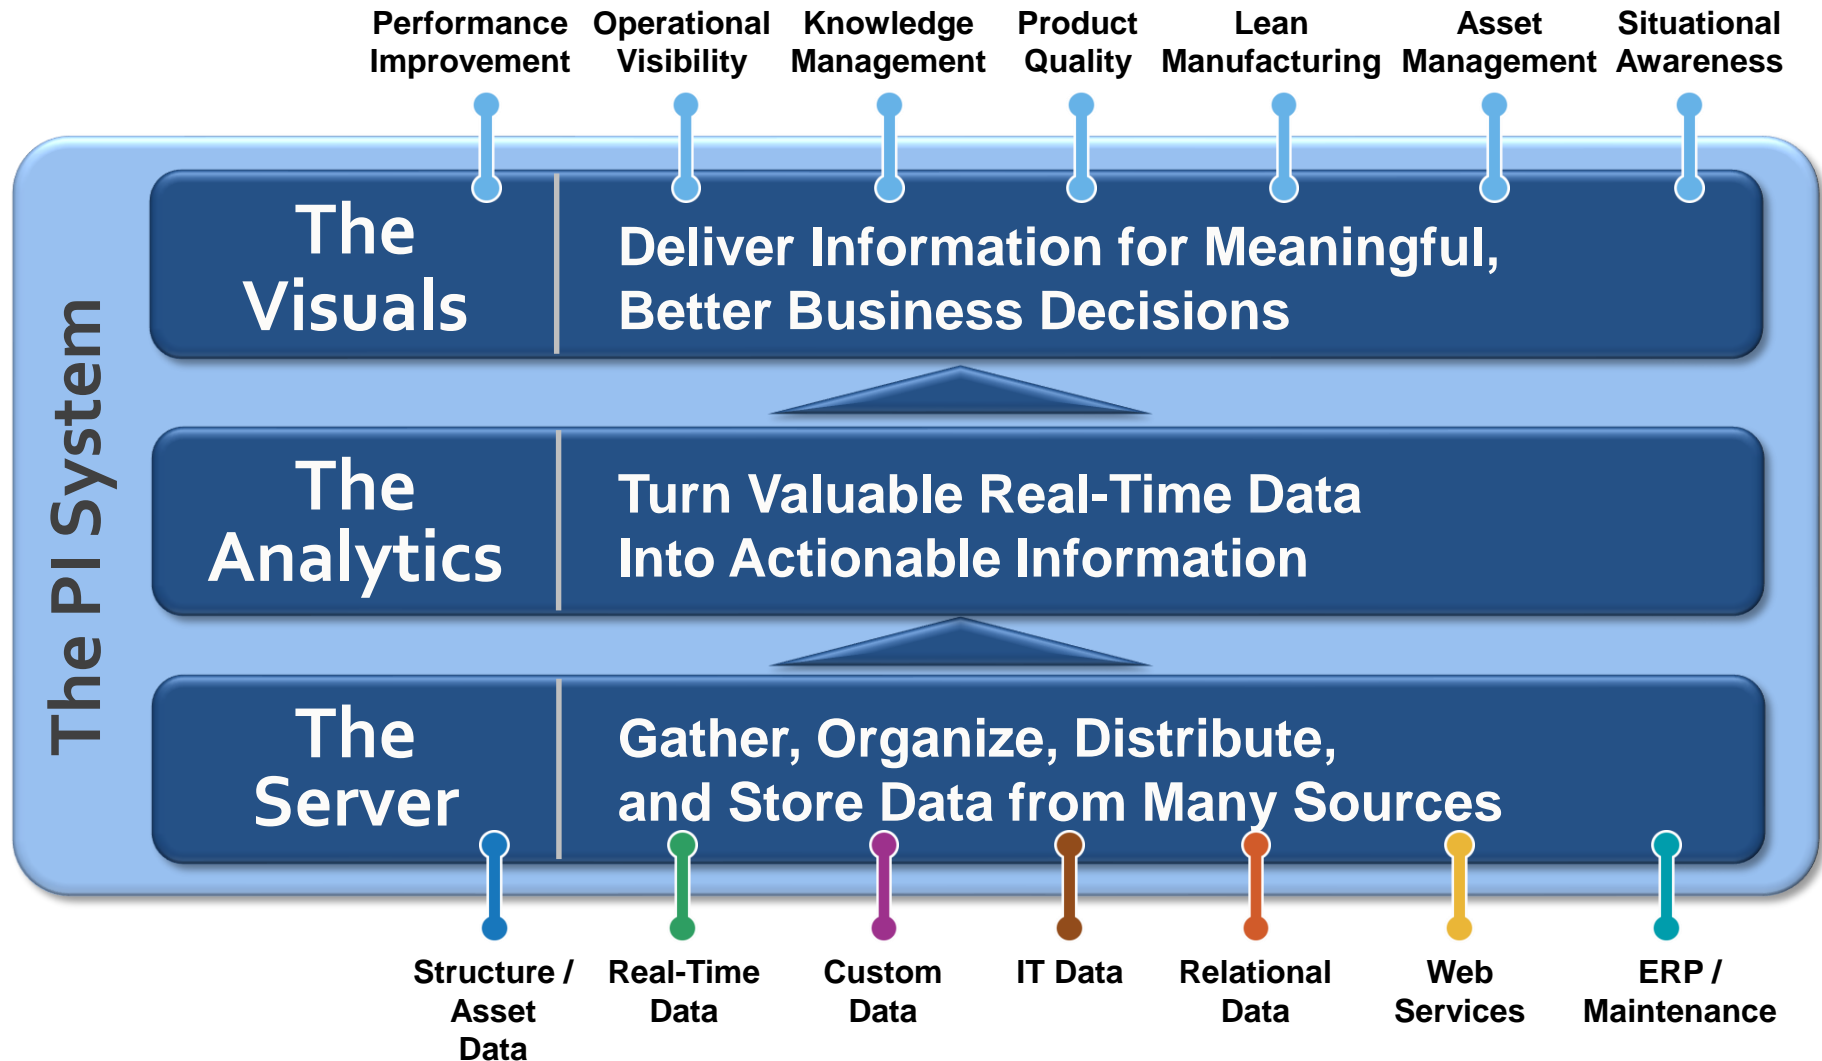 Performance
Improvement
Operational
Visibility
Knowledge
Management
Product
Quality
Lean
Manufacturing
Asset
Management
Situational
Awareness
The PI System
The
Visuals
Deliver Information for Meaningful,
Better Business Decisions
The
Analytics
Turn Valuable Real-Time Data
Into Actionable Information
The
Server
Gather, Organize, Distribute,
and Store Data from Many Sources
Structure /
Asset
Data
Real-Time
Data
Custom
Data
IT Data
Relational
Data
Web
Services
ERP /
Maintenance